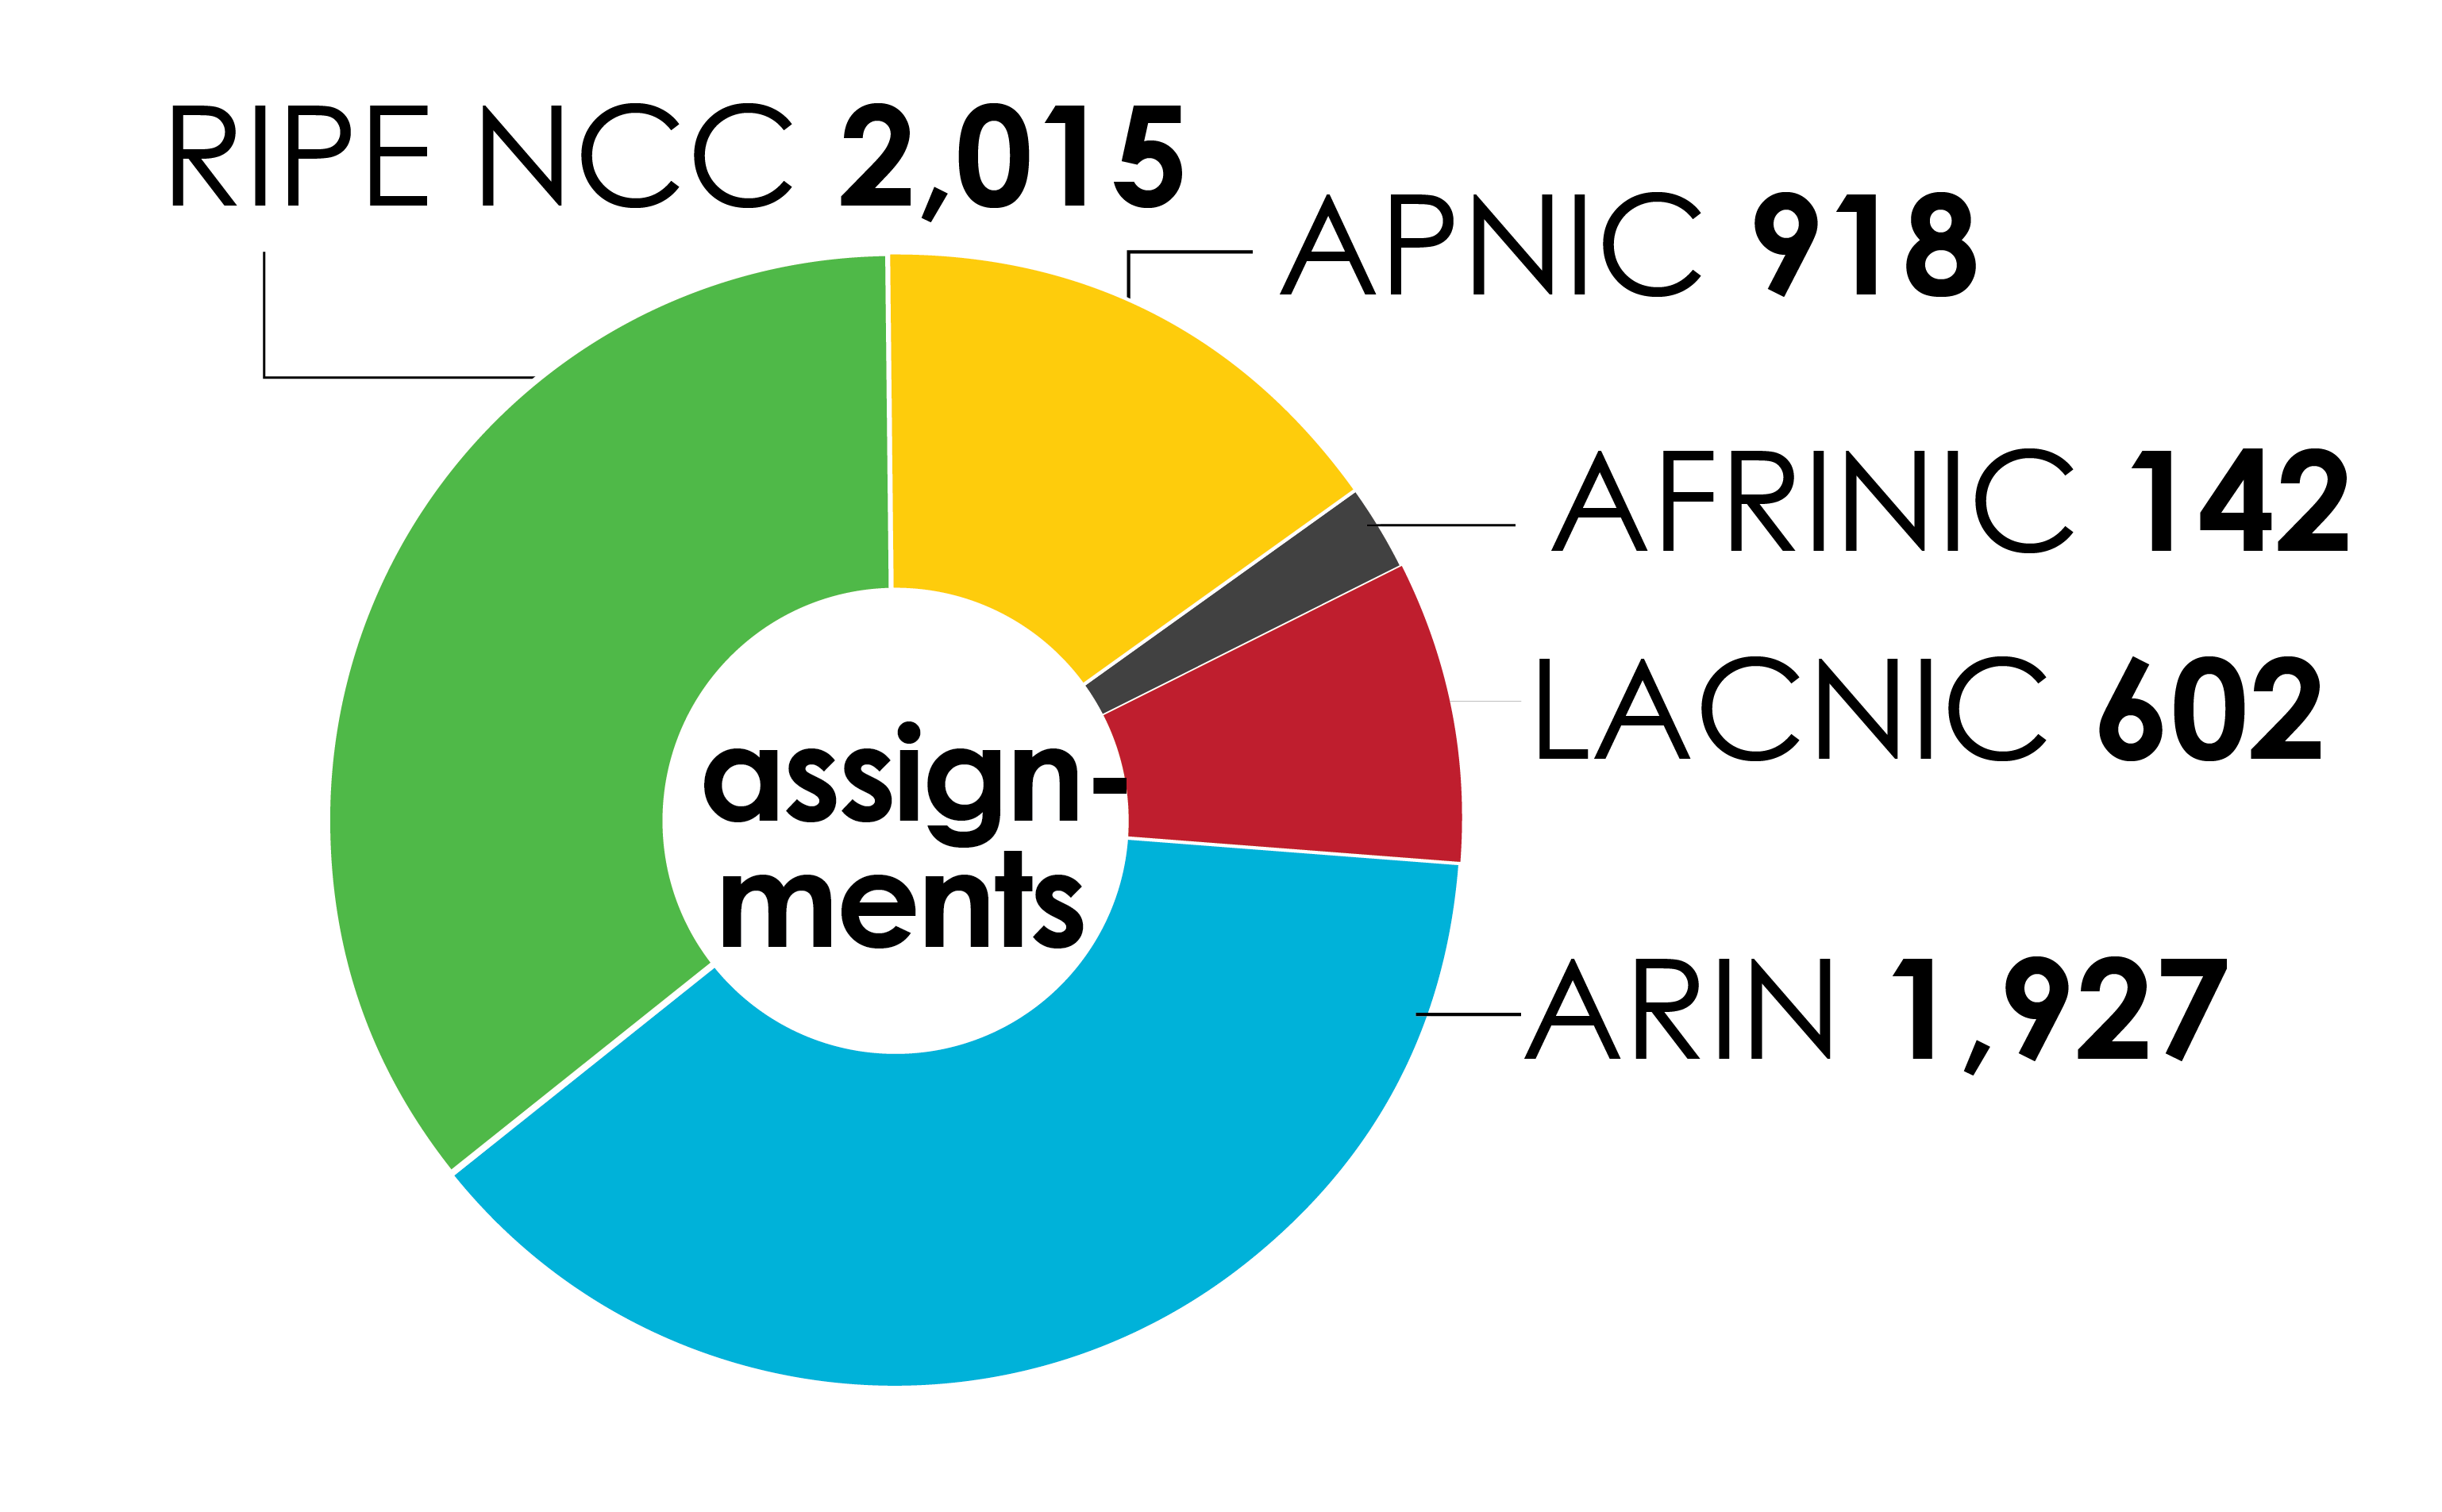 RIPE NCC 2,015
APNIC 918
AFRINIC 142
LACNIC 602
ARIN 1,927
assign-
ments